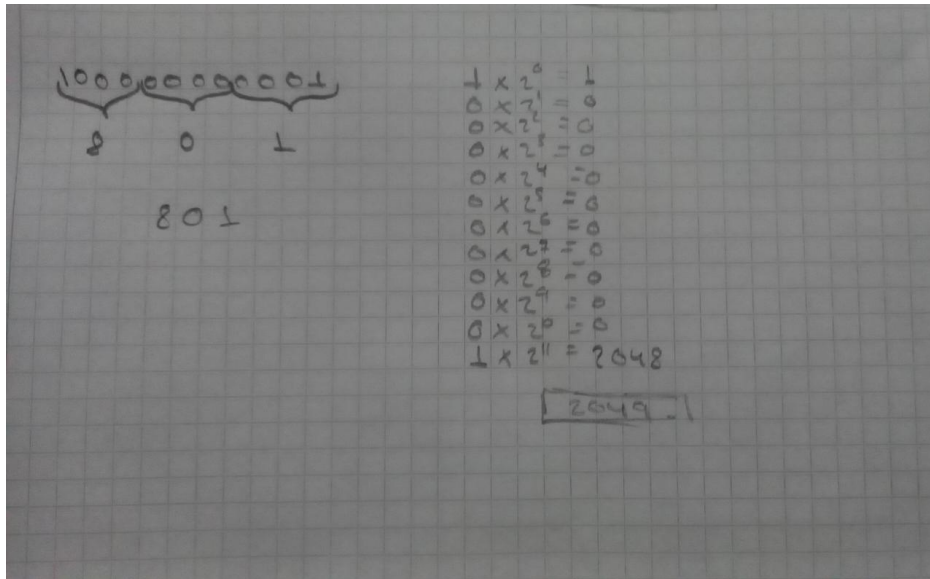 100000000001
8 0 1
801
1 x 2⁰ = 1
0 x 2¹ = 0
0 x 2² = 0
0 x 2³ = 0
0 x 2⁴ = 0
0 x 2⁵ = 0
0 x 2⁶ = 0
0 x 2⁷ = 0
0 x 2⁸ = 0
0 x 2⁹ = 0
0 x 2¹⁰ = 0
1 x 2¹¹ = 2048
2049